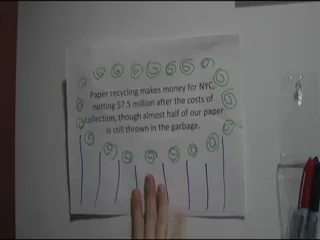 Paper recycling makes money for NYC,
netting $7.5 million after the costs of
collection, though almost half of our paper
is still thrown in the garbage.